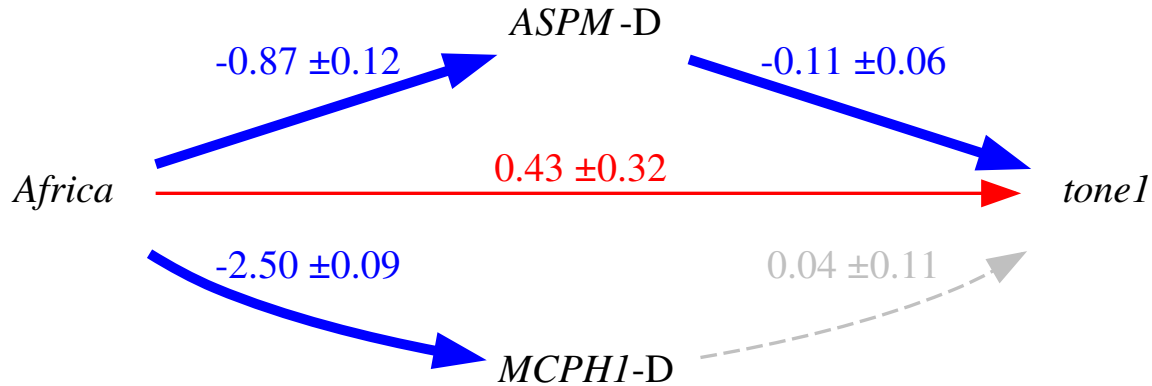 ASPM -D
-0.87 ±0.12
-0.11 ±0.06
0.43 ±0.32
Africa
tone1
-2.50 ±0.09
0.04 ±0.11
MCPH1-D